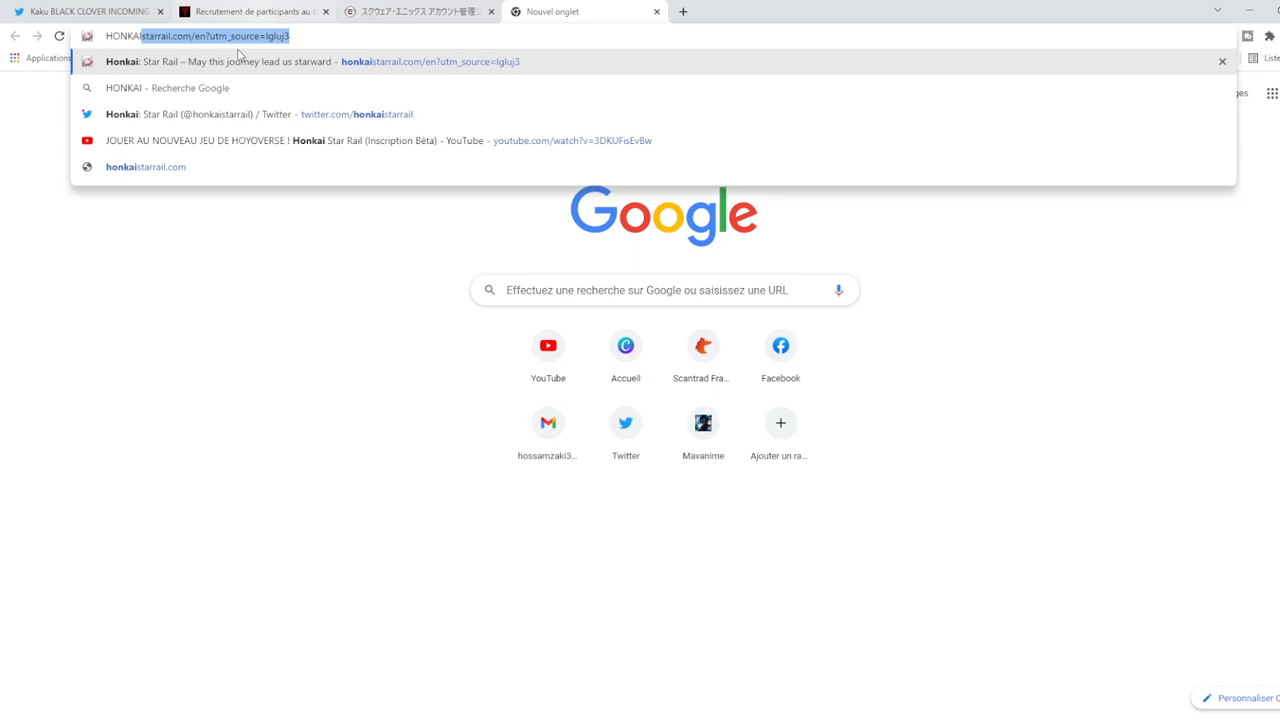 Kaku BLACK CLOVER INCOMING
Recrutement de participants au t
スクウェア・エニックス アカウント管理シ
Nouvel onglet
HONKAIstarrail.com/en?utm_source=Igluj3
Applications
Liste
Honkai: Star Rail – May this journey lead us starward - honkaistarrail.com/en?utm_source=Igluj3
HONKAI - Recherche Google
Honkai: Star Rail (@honkaistarrail) / Twitter - twitter.com/honkaistarrail
JOUER AU NOUVEAU JEU DE HOYOVERSE ! Honkai Star Rail (Inscription Bêta) - YouTube - youtube.com/watch?v=3DKUFisEvBw
honkaistarrail.com
ges
Google
Effectuez une recherche sur Google ou saisissez une URL
YouTube
Accueil
Scantrad Fra...
Facebook
hossamzaki3...
Twitter
Mavanime
Ajouter un ra...
Personnaliser C